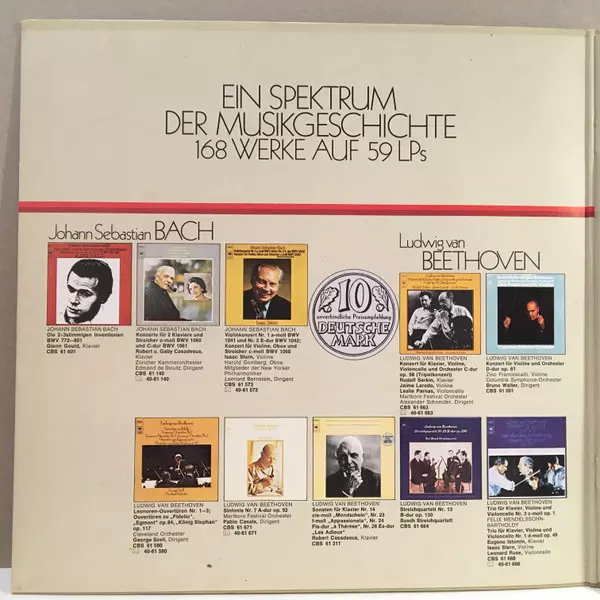 EIN SPEKTRUM
DER MUSIKGESCHICHTE
168 WERKE AUF 59 LPs
Johann Sebastian BACH
Ludwig van
BEETHOVEN
10
unverbindliche Preisempfehlung
DEUTSCHE
MARK
JOHANN SEBASTIAN BACH
Die 2-3stimmigen Inventionen
BWV 772—801
Glenn Gould, Klavier
CBS 61 601
JOHANN SEBASTIAN BACH
Konzerte für 2 Klaviere und
Streicher c-moll BWV 1060
und C-dur BWV 1061
Robert u. Gaby Casadesus,
Klavier
Zürcher Kammerorchester
Edmond de Stoutz, Dirigent
CBS 61 140
40-61 140
Isaac Stern
JOHANN SEBASTIAN BACH
Violinkonzert Nr. 1 a-moll BWV
1041 und Nr. 2 E-dur BWV 1042;
Konzert für Violine, Oboe und
Streicher c-moll BWV 1060
Isaac Stern, Violine
Harold Gomberg, Oboe
Mitglieder der New Yorker
Philharmoniker
Leonard Bernstein, Dirigent
CBS 61 573
40-61 573
LUDWIG VAN BEETHOVEN
Konzert für Klavier, Violine,
Violoncello und Orchester C-dur
op. 56 (Tripelkonzert)
Rudolf Serkin, Klavier
Jaime Laredo, Violine
Leslie Parnas, Violoncello
Marlboro Festival Orchester
Alexander Schneider, Dirigent
CBS 61 663
40-61 663
LUDWIG VAN BEETHOVEN
Konzert für Violine und Orchester
D-dur op. 61
Zino Francescatti, Violine
Columbia Symphonie-Orchester
Bruno Walter, Dirigent
CBS 61 501
LUDWIG VAN BEETHOVEN
Leonoren-Ouvertüren Nr. 1—3;
Ouvertüren zu "Fidelio",
"Egmont" op. 84, "König Stephan"
op. 117
Cleveland Orchester
George Szell, Dirigent
CBS 61 580
40-61 580
LUDWIG VAN BEETHOVEN
Sinfonie Nr. 7 A-dur op. 92
Marlboro Festival Orchester
Pablo Casals, Dirigent
CBS 61 671
40-61 671
LUDWIG VAN BEETHOVEN
Sonaten für Klavier Nr. 14
cis-moll "Mondschein", Nr. 23
f-moll "Appassionata", Nr. 24
Fis-dur „à Thérèse", Nr. 26 Es-dur
"Les Adieux"
Robert Casadesus, Klavier
CBS 61 311
LUDWIG VAN BEETHOVEN
Streichquartett Nr. 13
B-dur op. 130
Busch Streichquartett
CBS 61 664
LUDWIG VAN BEETHOVEN
Trio für Klavier, Violine und
Violoncello Nr. 3 c-moll op. 1
FELIX MENDELSSOHN-
BARTHOLDY
Trio für Klavier, Violine und
Violoncello Nr. 1 d-moll op. 49
Eugene Istomin, Klavier
Isaac Stern, Violine
Leonard Rose, Violoncello
CBS 61 668
40-61 668